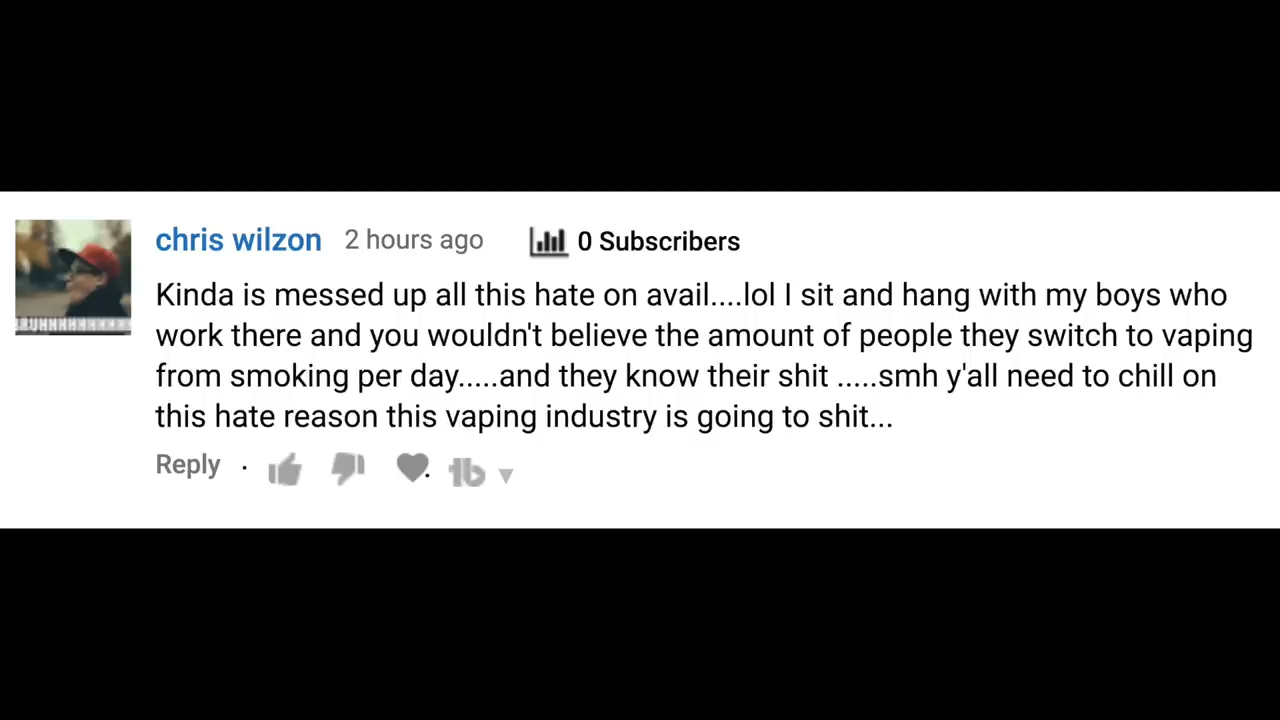 chris wilzon 2 hours ago 0 Subscribers
Kinda is messed up all this hate on avail....lol I sit and hang with my boys who
work there and you wouldn't believe the amount of people they switch to vaping
from smoking per day.....and they know their shit .....smh y'all need to chill on
this hate reason this vaping industry is going to shit...
Reply · tb ▼